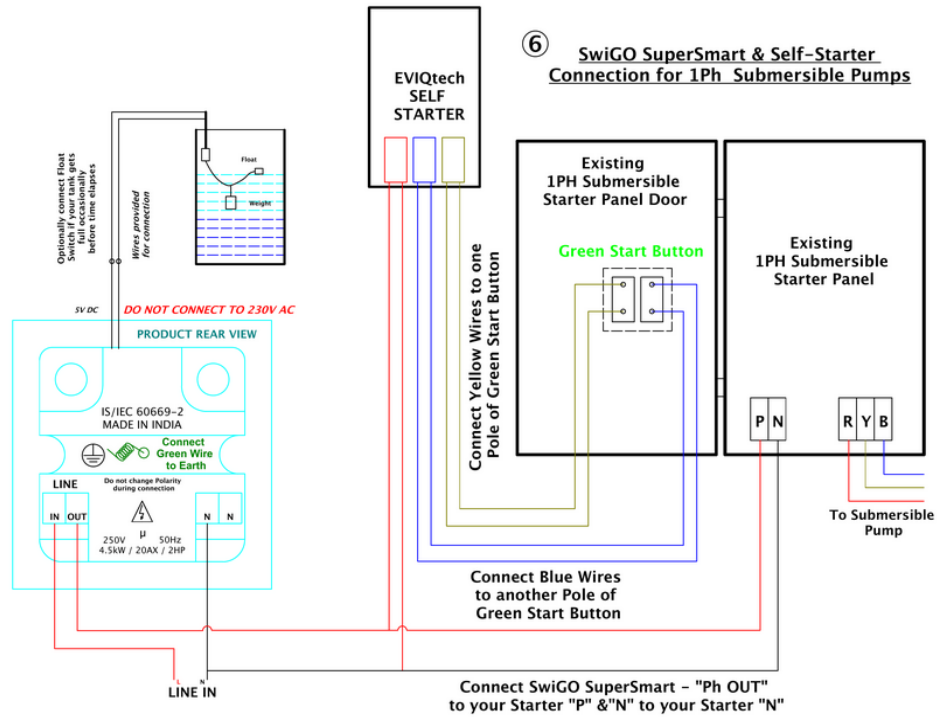 ⑥
SwiGO SuperSmart & Self-Starter
Connection for 1Ph Submersible Pumps
EVIQtech
SELF
STARTER
Optionally connect Float
Switch if your tank gets
full occasionally
before time elapses
Wires provided
for connection
Float
Weight
5V DC
DO NOT CONNECT TO 230V AC
PRODUCT REAR VIEW
IS/IEC 60669-2
MADE IN INDIA
Connect
Green Wire
to Earth
LINE
Do not change Polarity
during connection
IN OUT
N N
µ
250V 50Hz
4.5kW / 20AX / 2HP
L N
LINE IN
Connect Yellow Wires to one
Pole of Green Start Button
Existing
1PH Submersible
Starter Panel Door
Green Start Button
Existing
1PH Submersible
Starter Panel
P N
R Y B
To Submersible
Pump
Connect Blue Wires
to another Pole of
Green Start Button
Connect SwiGO SuperSmart - "Ph OUT"
to your Starter "P" &"N" to your Starter "N"